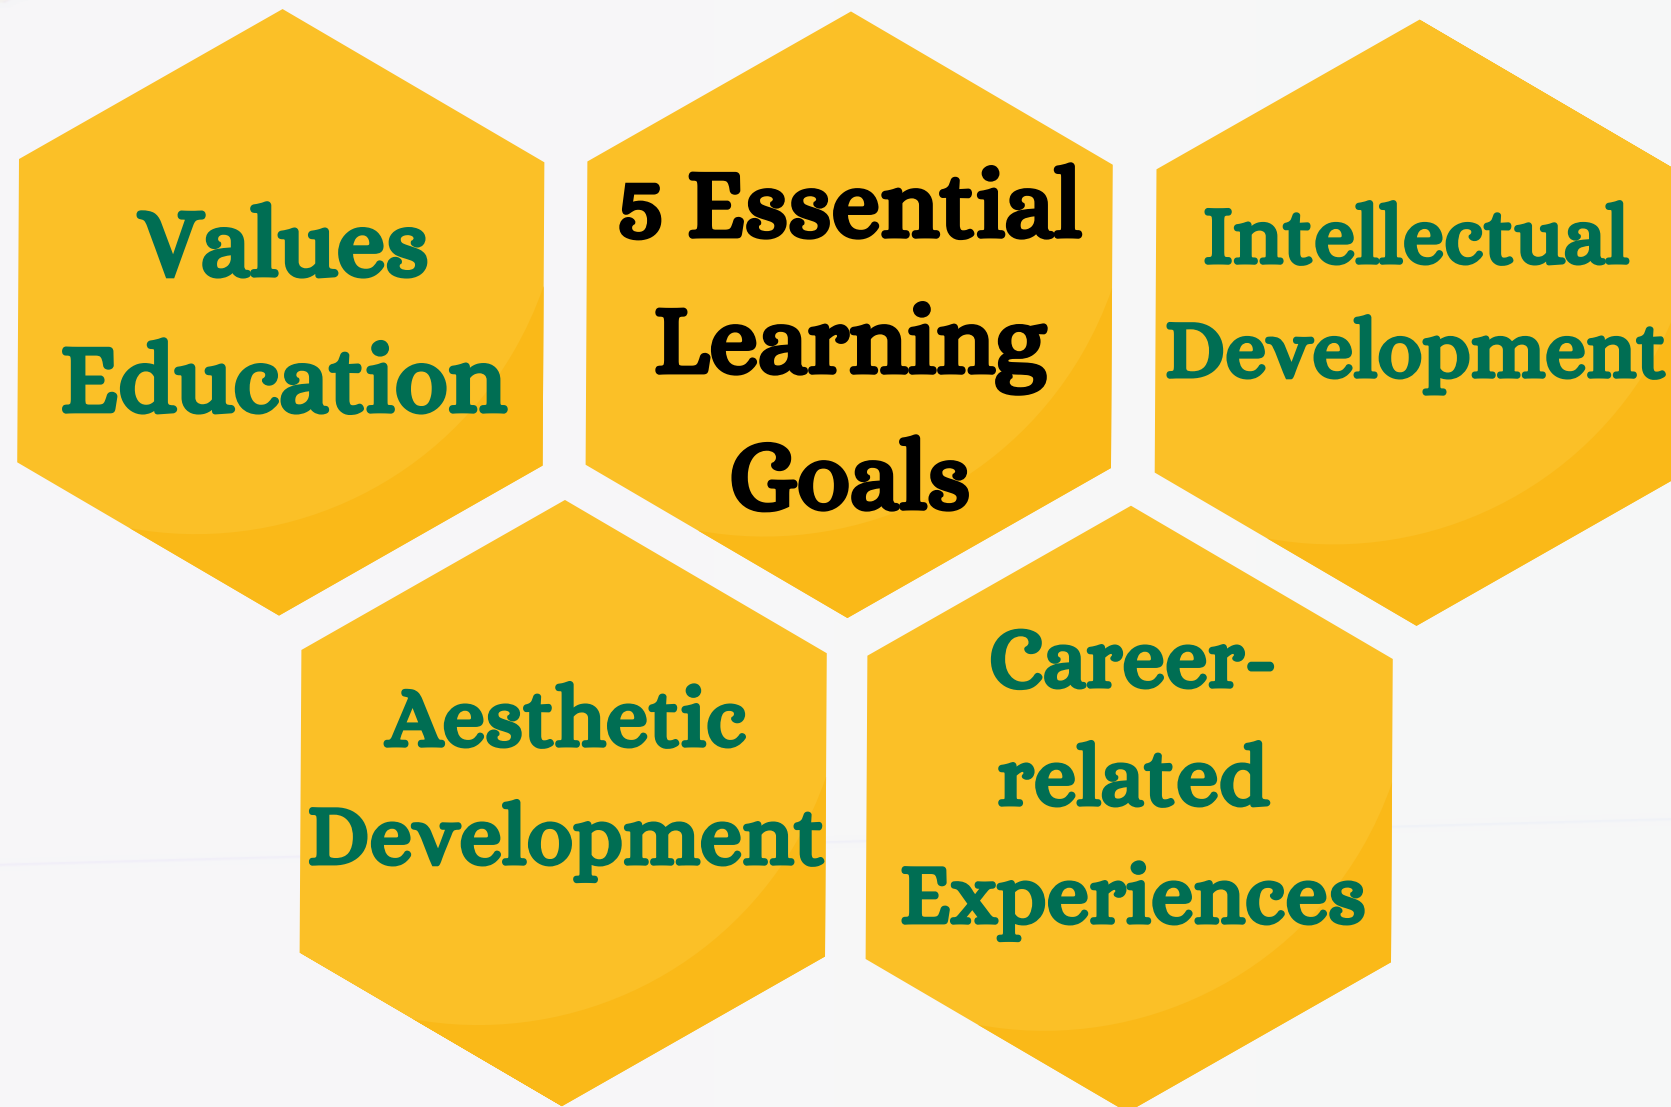 Values
Education
5 Essential
Learning
Goals
Intellectual
Development
Aesthetic
Development
Career-
related
Experiences